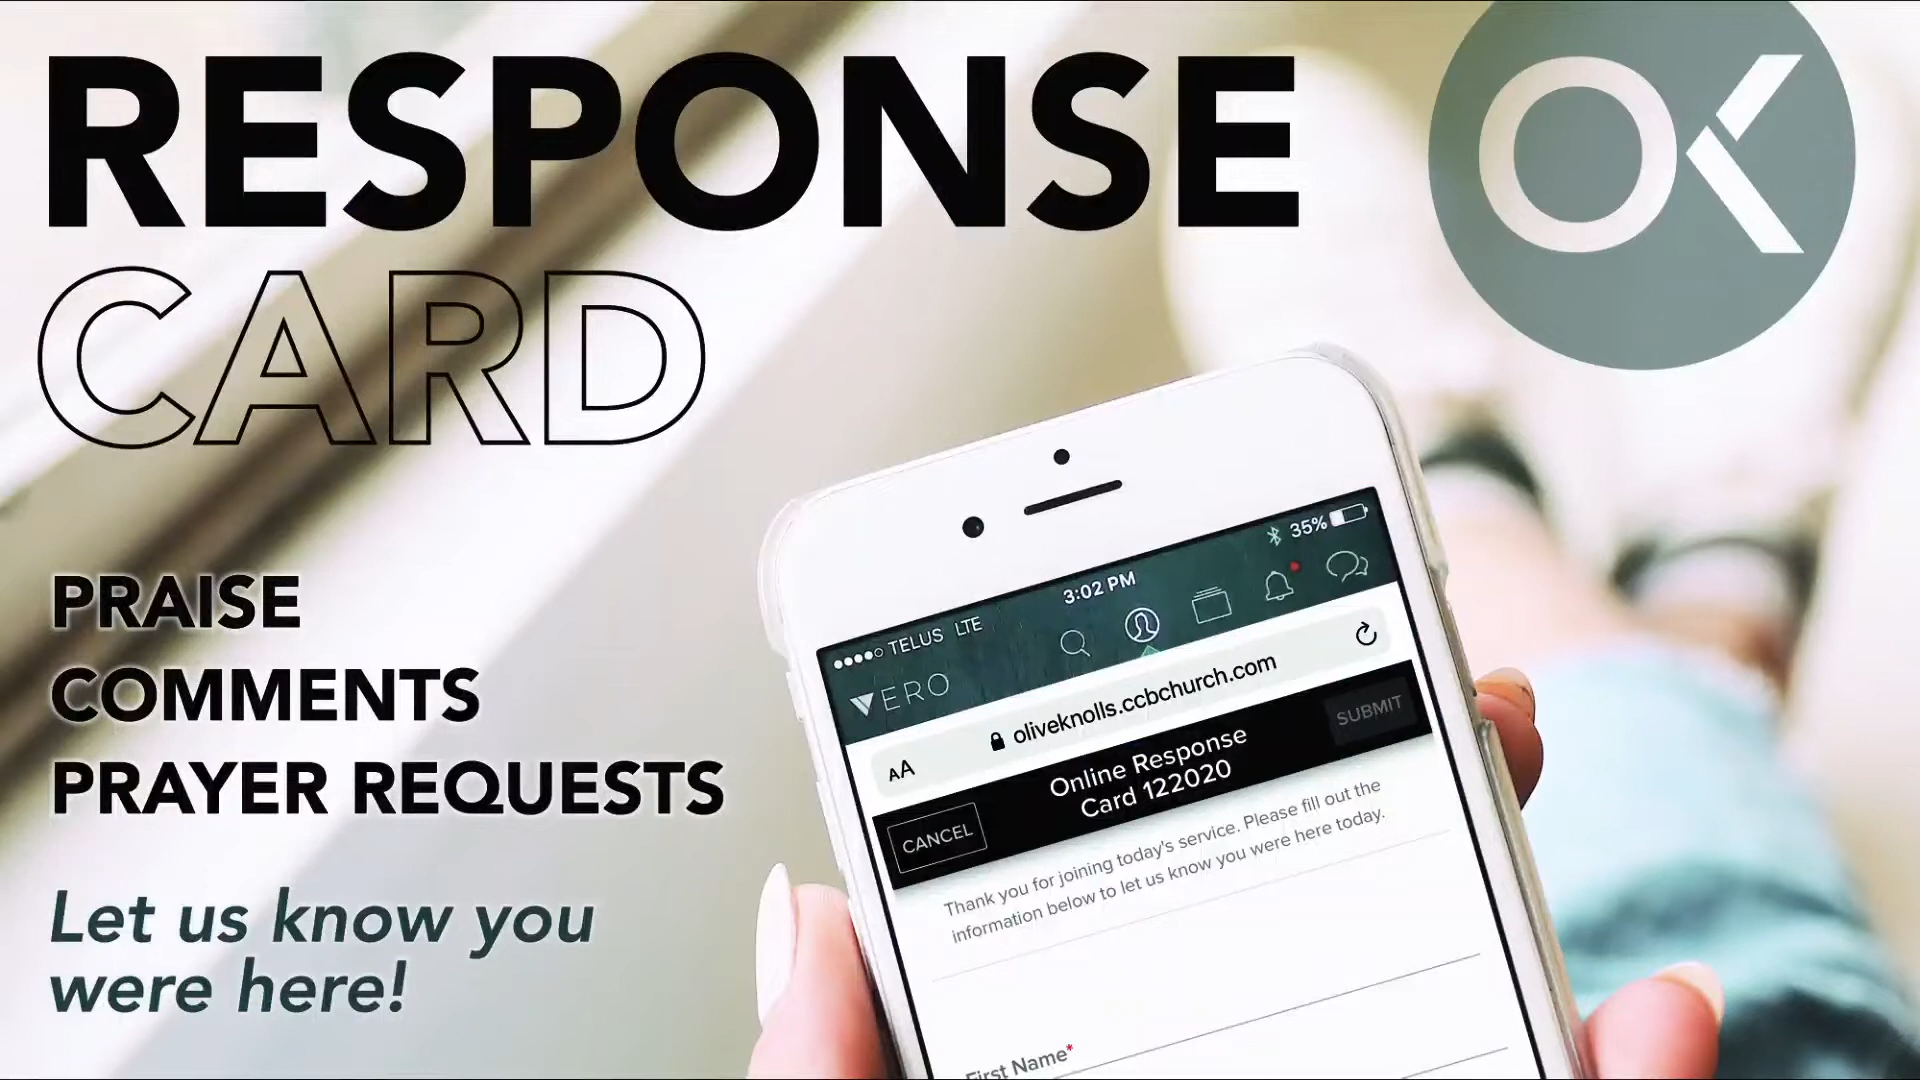 RESPONSE
CARD
OK
PRAISE
COMMENTS
PRAYER REQUESTS
Let us know you
were here!
TELUS LTE
3:02 PM
35%
VERO
AA
oliveknolls.ccbchurch.com
CANCEL
Online Response
Card 122020
SUBMIT
Thank you for joining today's service. Please fill out the
information below to let us know you were here today.
First Name*